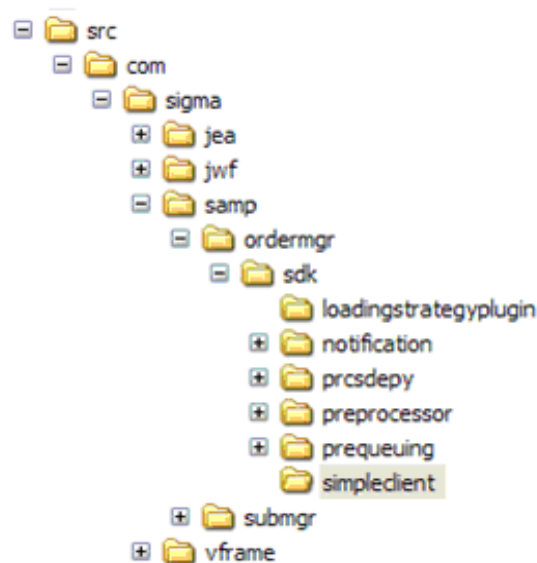 src
com
sigma
jea
jwf
samp
ordermgr
sdk
loadingstrategyplugin
notification
prcsdepy
preprocessor
prequeuing
simpleclient
submgr
vframe